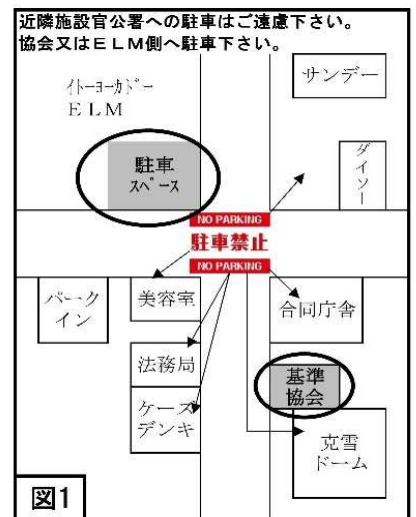 近隣施設官公署への駐車はご遠慮下さい。
協会又はＥＬＭ側へ駐車下さい。
イトーヨーカドー
ＥＬＭ
サンデー
駐車
スペース
ダイソー
NO PARKING
駐車禁止
NO PARKING
パーク
イン
美容室
合同庁舎
法務局
基準
協会
ケーズ
デンキ
克雪
ドーム
図1